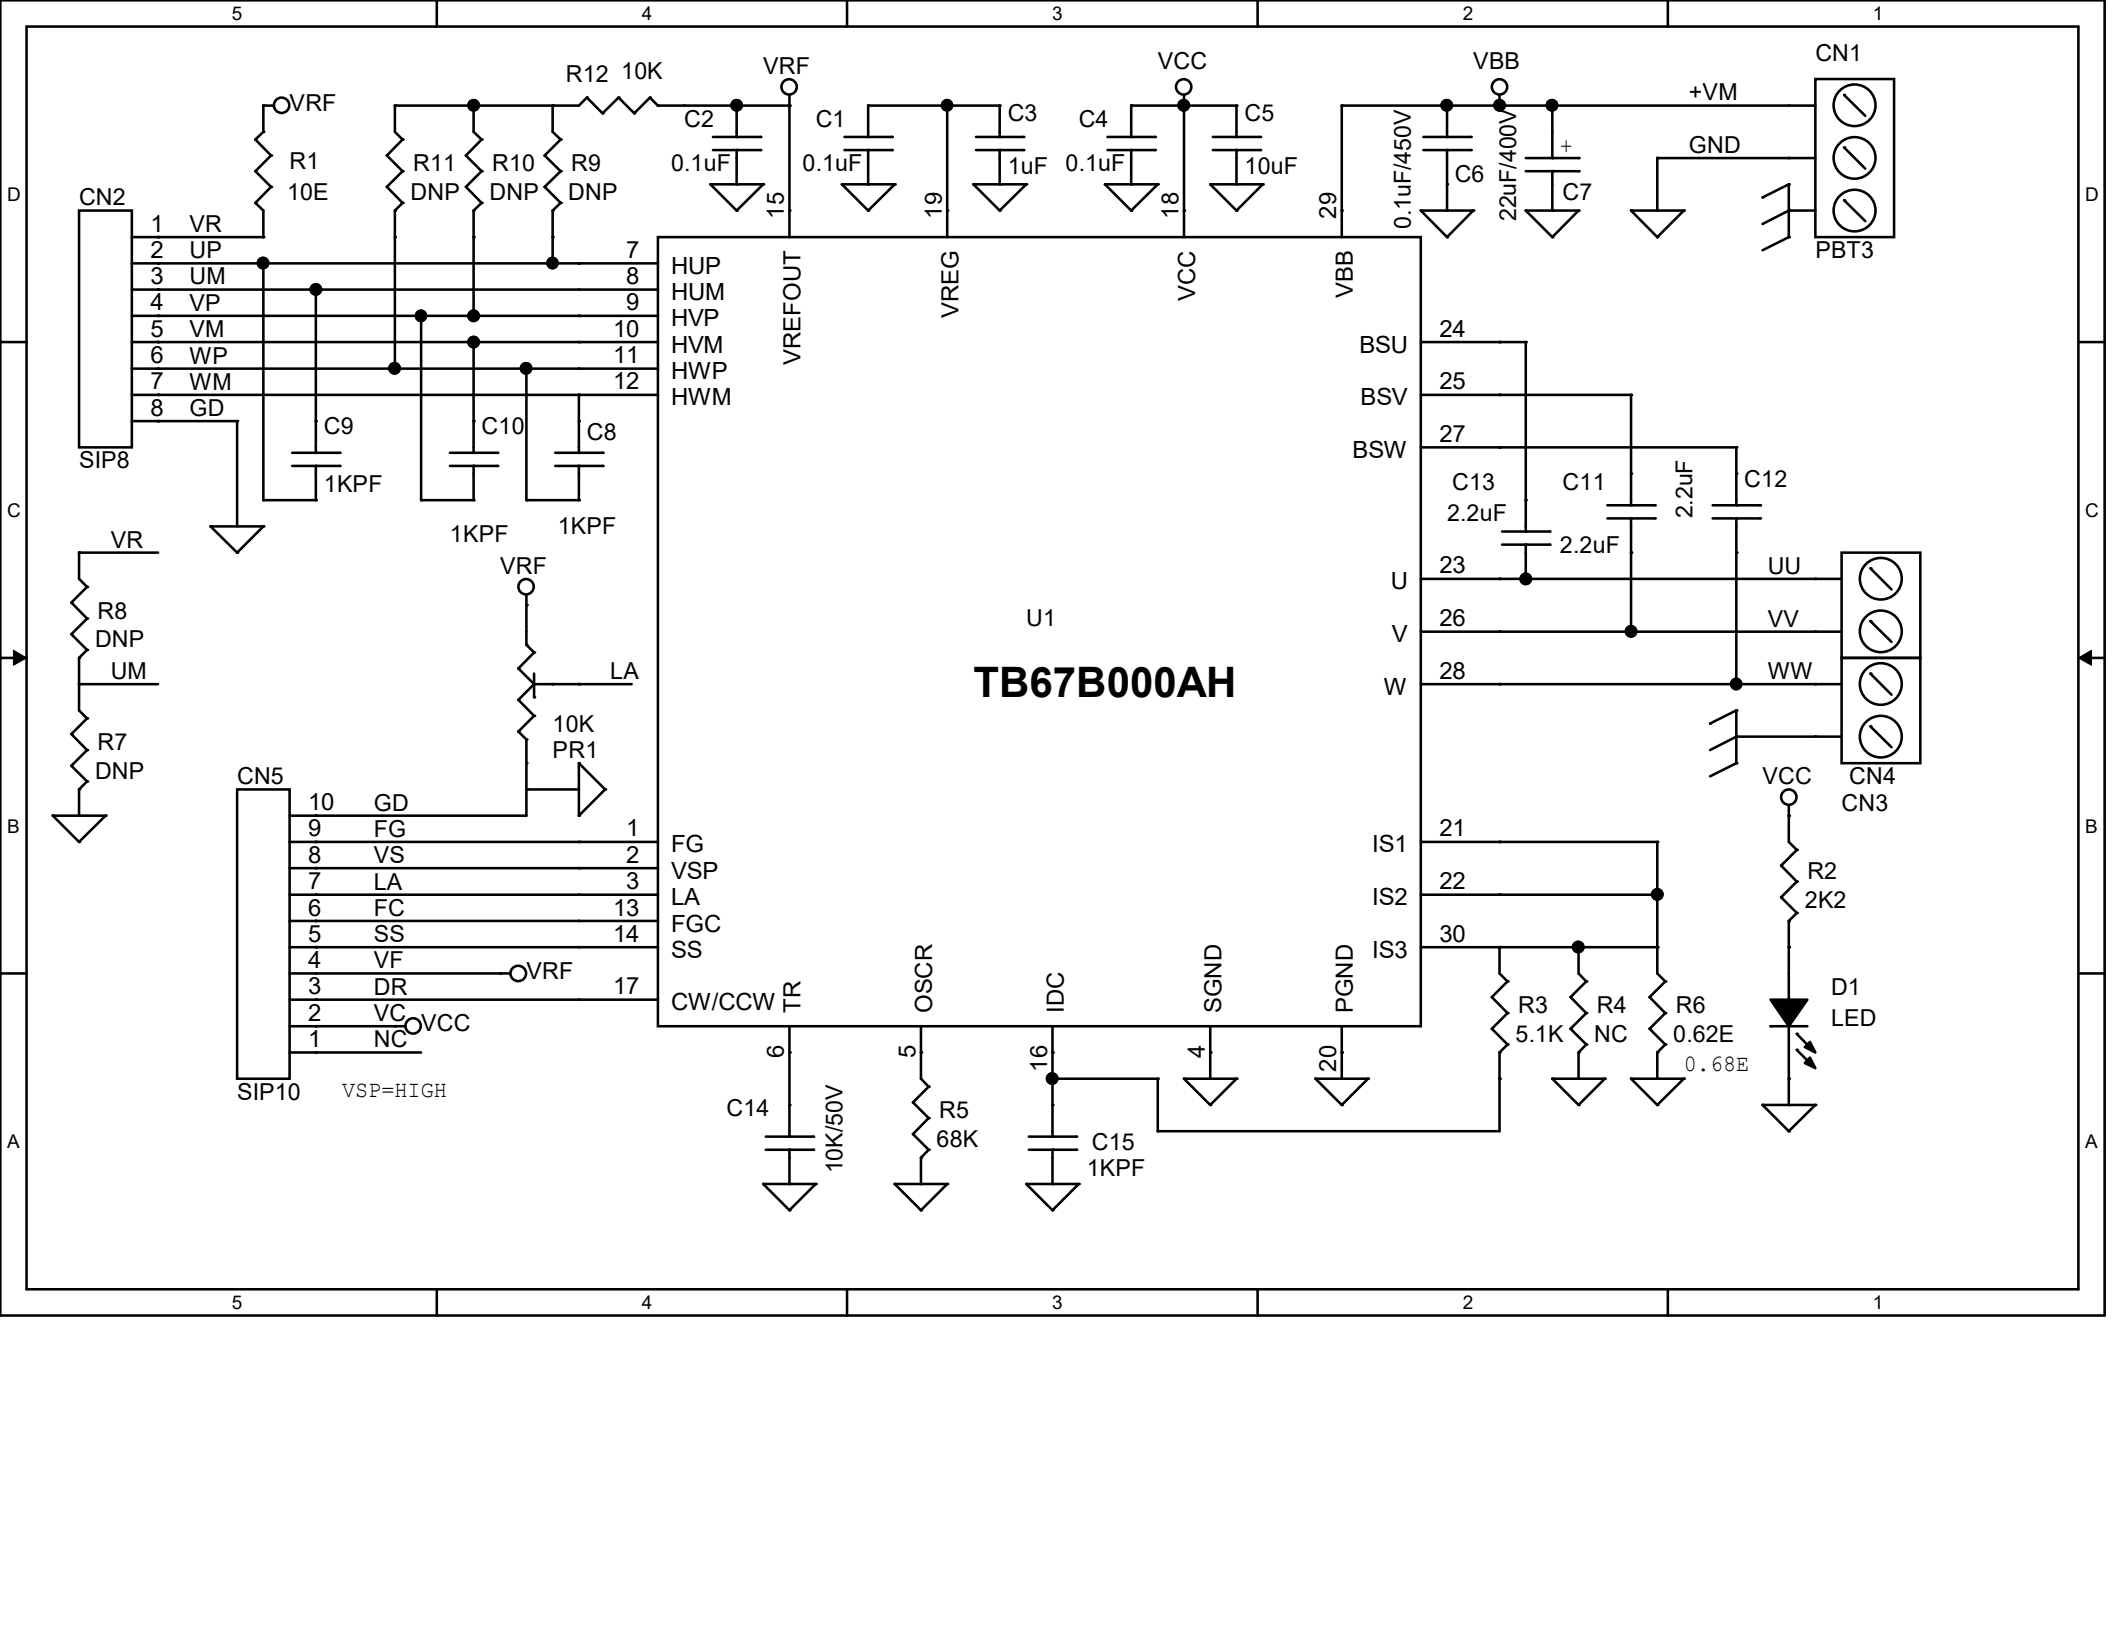 5 4 3 2 1
D D
C C
B B
A A
CN2
1 VR
2 UP
3 UM
4 VP
5 VM
6 WP
7 WM
8 GD
SIP8
VRF
R1
10E
R11
DNP
R10
DNP
R9
DNP
R12 10K
VRF
C2
0.1uF
15
C1
0.1uF
C3
1uF
19
VCC
C4
0.1uF
C5
10uF
18
VBB
29
0.1uF/450V
C6
22uF/400V
+
C7
CN1
+VM
GND
PBT3
7 HUP
8 HUM
9 HVP
10 HVM
11 HWP
12 HWM
VREFOUT
VREG
VCC
VBB
C9
1KPF
C10
1KPF
C8
1KPF
VR
R8
DNP
UM
R7
DNP
VRF
LA
10K
PR1
U1
TB67B000AH
BSU 24
BSV 25
BSW 27
C13
2.2uF
C11
2.2uF
2.2uF
C12
U 23 UU
V 26 VV
W 28 WW
CN4
CN3
CN5
10 GD
9 FG
8 VS
7 LA
6 FC
5 SS
4 VF VRF
3 DR
2 VC VCC
1 NC
SIP10
VSP=HIGH
1 FG
2 VSP
3 LA
13 FGC
14 SS
17 CW/CCW
TR
OSCR
IDC
SGND
PGND
6
5
16
4
20
C14
10K/50V
R5
68K
C15
1KPF
IS1 21
IS2 22
IS3 30
R3
5.1K
R4
NC
R6
0.62E
0.68E
VCC
R2
2K2
D1
LED
5 4 3 2 1